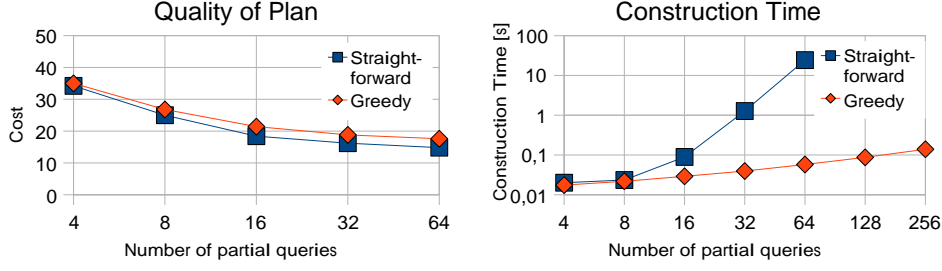 Quality of Plan
50
40
30
20
10
0
Cost
4 8 16 32 64
Number of partial queries
Straight-
forward
Greedy
Construction Time
100
10
1
0,1
0,01
Construction Time [s]
4 8 16 32 64 128 256
Number of partial queries
Straight-
forward
Greedy